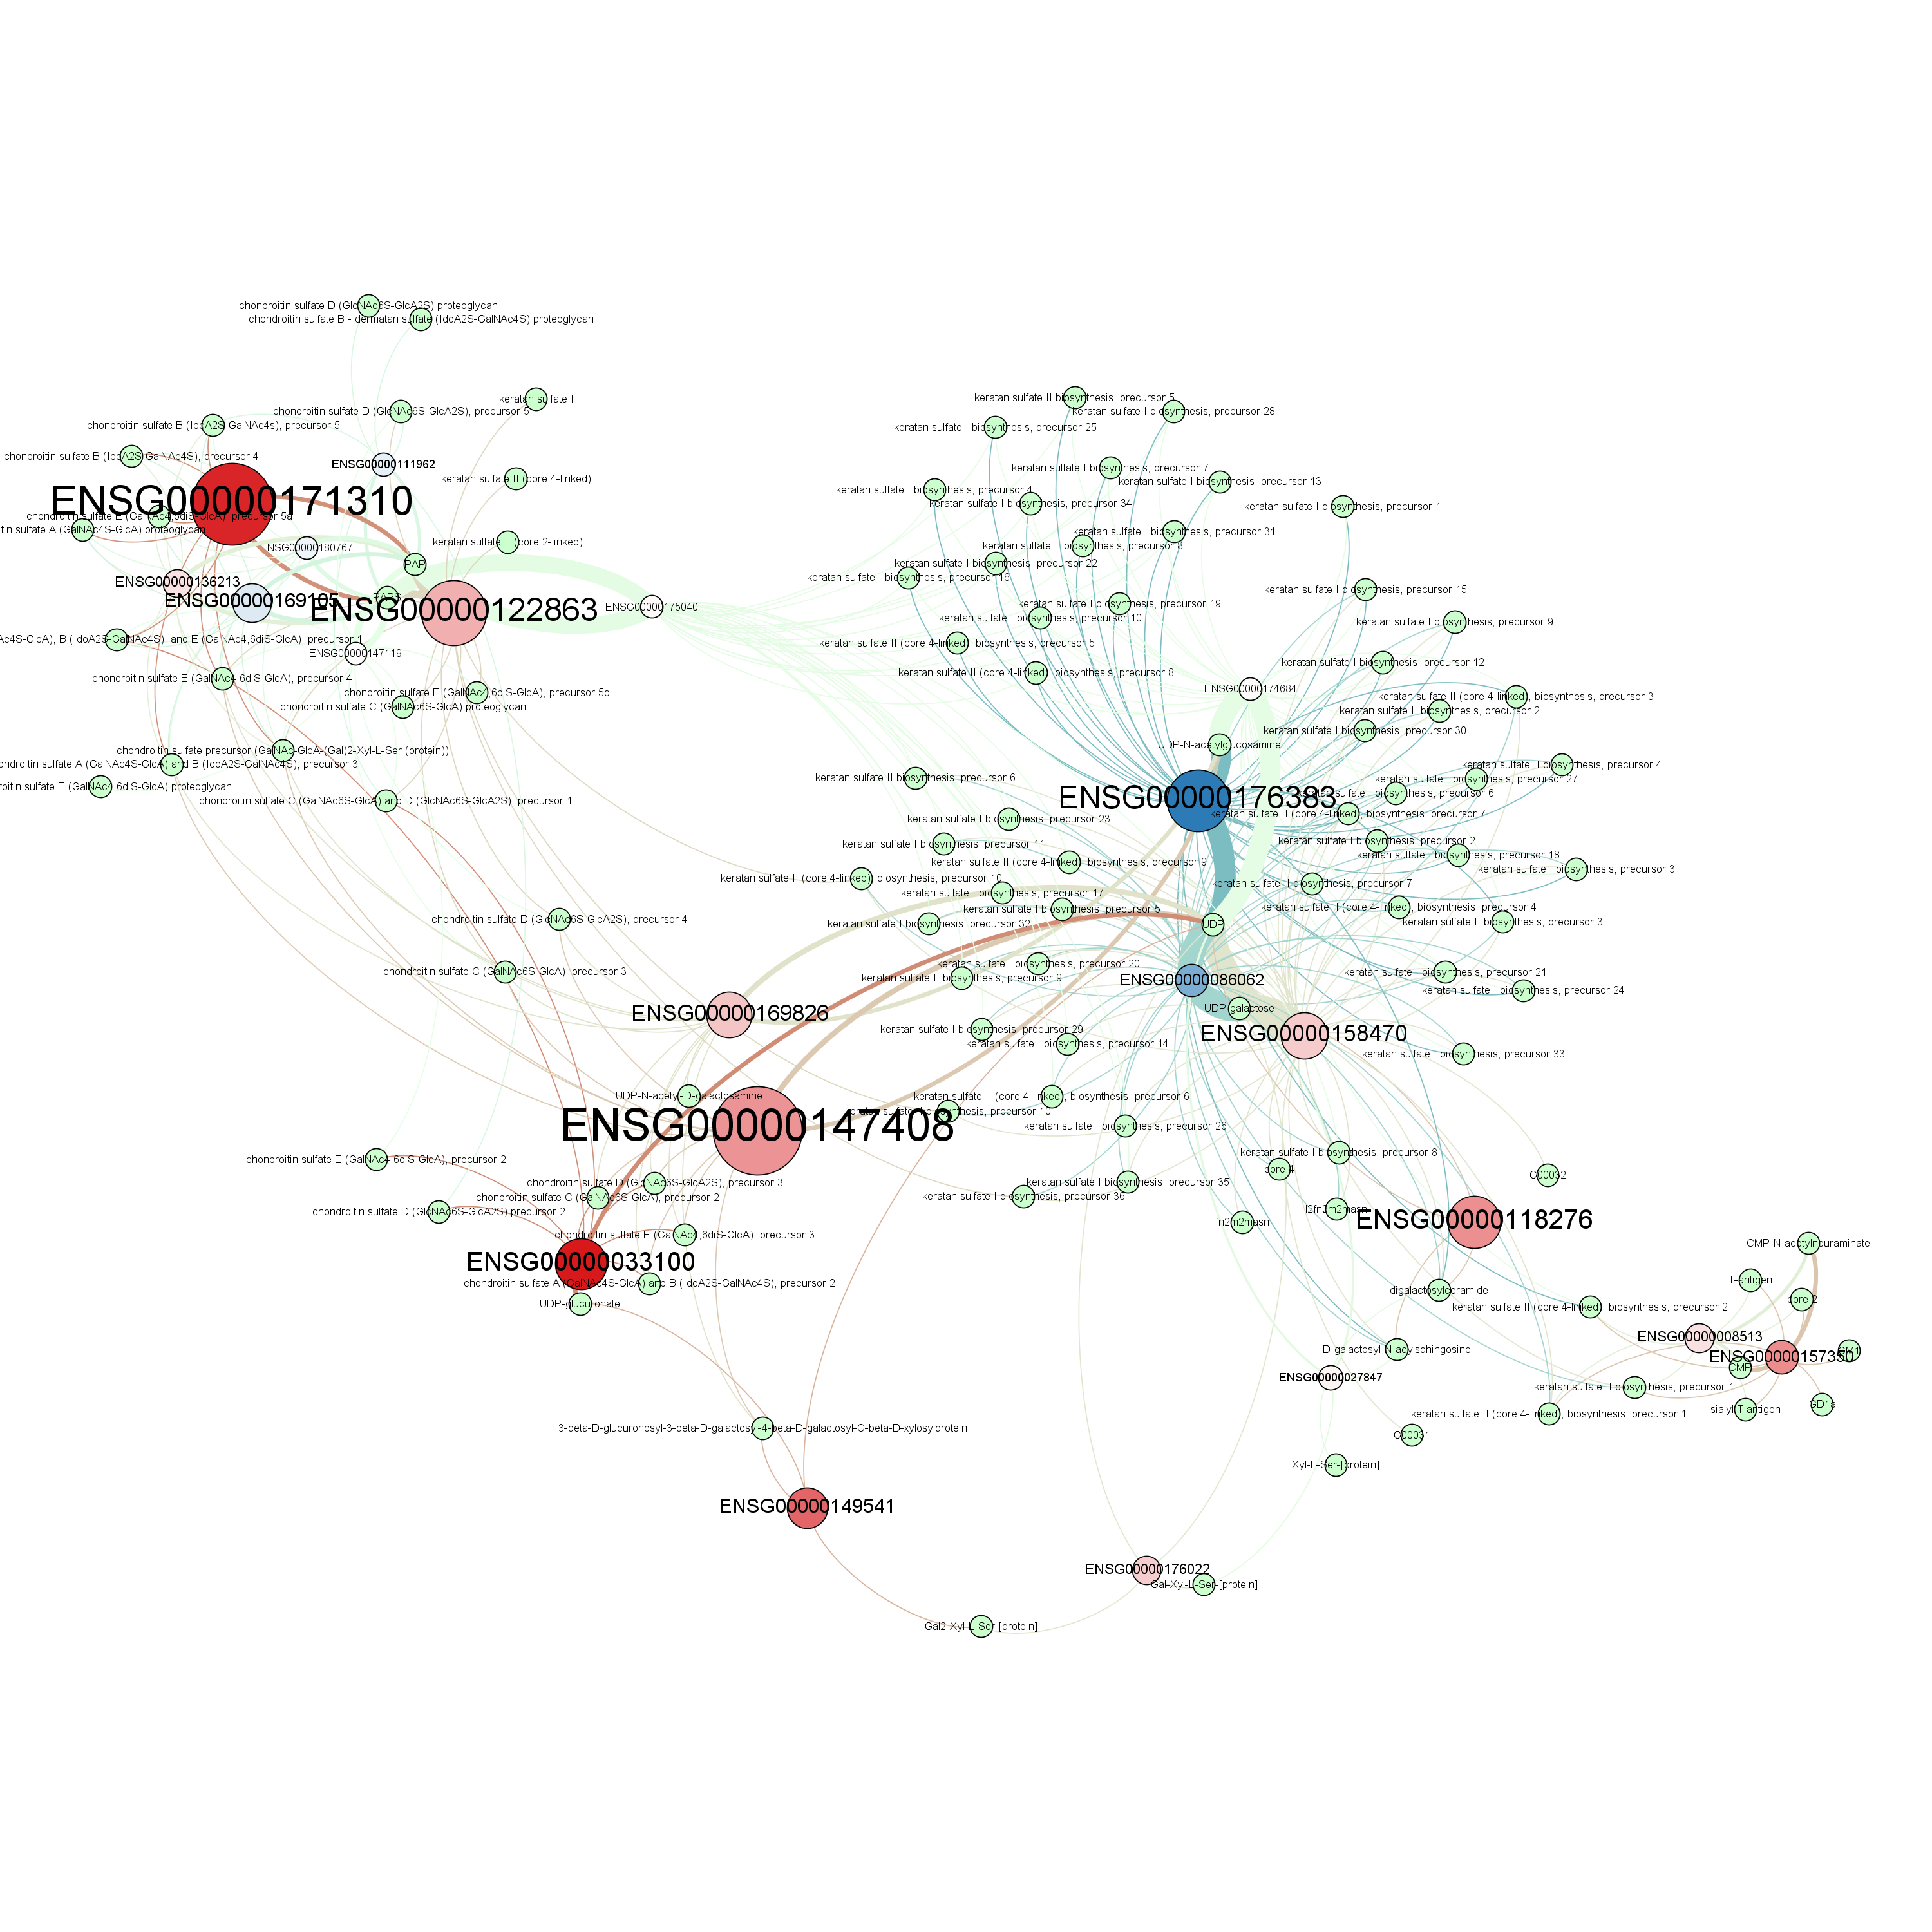 chondroitin sulfate D (GlcNAc6S-GlcA2S) proteoglycan
chondroitin sulfate B - dermatan sulfate (IdoA2S-GalNAc4S) proteoglycan
keratan sulfate I
chondroitin sulfate D (GlcNAc6S-GlcA2S), precursor 5
chondroitin sulfate B (IdoA2S-GalNAc4s), precursor 5
chondroitin sulfate B (IdoA2S-GalNAc4S), precursor 4
ENSG00000111962
keratan sulfate II (core 4-linked)
ENSG00000171310
chondroitin sulfate E (GalNAc4,6diS-GlcA), precursor 5a
tin sulfate A (GalNAc4S-GlcA) proteoglycan
keratan sulfate II (core 2-linked)
ENSG00000180767
PAP
ENSG00000136213
ENSG00000169105
PAPS
ENSG00000122863
ENSG00000175040
Ac4S-GlcA), B (IdoA2S-GalNAc4S), and E (GalNAc4,6diS-GlcA), precursor 1
ENSG00000147119
chondroitin sulfate E (GalNAc4,6diS-GlcA), precursor 4
chondroitin sulfate E (GalNAc4,6diS-GlcA), precursor 5b
chondroitin sulfate C (GalNAc6S-GlcA) proteoglycan
chondroitin sulfate precursor (GalNAc-GlcA-(Gal)2-Xyl-L-Ser (protein))
ondroitin sulfate A (GalNAc4S-GlcA) and B (IdoA2S-GalNAc4S), precursor 3
roitin sulfate E (GalNAc4,6diS-GlcA) proteoglycan
chondroitin sulfate C (GalNAc6S-GlcA) and D (GlcNAc6S-GlcA2S), precursor 1
keratan sulfate II biosynthesis, precursor 5
keratan sulfate I biosynthesis, precursor 28
keratan sulfate I biosynthesis, precursor 25
keratan sulfate I biosynthesis, precursor 7
keratan sulfate I biosynthesis, precursor 13
keratan sulfate I biosynthesis, precursor 4
keratan sulfate I biosynthesis, precursor 34
keratan sulfate I biosynthesis, precursor 1
keratan sulfate I biosynthesis, precursor 31
keratan sulfate II biosynthesis, precursor 8
keratan sulfate I biosynthesis, precursor 22
keratan sulfate I biosynthesis, precursor 16
keratan sulfate I biosynthesis, precursor 15
keratan sulfate I biosynthesis, precursor 19
keratan sulfate I biosynthesis, precursor 10
keratan sulfate I biosynthesis, precursor 9
keratan sulfate II (core 4-linked), biosynthesis, precursor 5
keratan sulfate I biosynthesis, precursor 12
keratan sulfate II (core 4-linked), biosynthesis, precursor 8
ENSG00000174684
keratan sulfate II (core 4-linked), biosynthesis, precursor 3
keratan sulfate II biosynthesis, precursor 2
keratan sulfate I biosynthesis, precursor 30
UDP-N-acetylglucosamine
keratan sulfate II biosynthesis, precursor 4
keratan sulfate II biosynthesis, precursor 6
keratan sulfate I biosynthesis, precursor 27
keratan sulfate I biosynthesis, precursor 6
ENSG00000176383
keratan sulfate II (core 4-linked), biosynthesis, precursor 7
keratan sulfate I biosynthesis, precursor 23
keratan sulfate I biosynthesis, precursor 2
keratan sulfate I biosynthesis, precursor 11
keratan sulfate I biosynthesis, precursor 18
keratan sulfate II (core 4-linked), biosynthesis, precursor 9
keratan sulfate I biosynthesis, precursor 3
keratan sulfate II (core 4-linked), biosynthesis, precursor 10
keratan sulfate II biosynthesis, precursor 7
keratan sulfate I biosynthesis, precursor 17
keratan sulfate I biosynthesis, precursor 5
keratan sulfate II (core 4-linked), biosynthesis, precursor 4
keratan sulfate I biosynthesis, precursor 32
UDP
keratan sulfate II biosynthesis, precursor 3
chondroitin sulfate D (GlcNAc6S-GlcA2S), precursor 4
keratan sulfate I biosynthesis, precursor 20
chondroitin sulfate C (GalNAc6S-GlcA), precursor 3
keratan sulfate II biosynthesis, precursor 9
ENSG00000086062
keratan sulfate I biosynthesis, precursor 21
keratan sulfate I biosynthesis, precursor 24
UDP-galactose
ENSG00000169826
keratan sulfate I biosynthesis, precursor 29
ENSG00000158470
keratan sulfate I biosynthesis, precursor 14
keratan sulfate I biosynthesis, precursor 33
UDP-N-acetyl-D-galactosamine
keratan sulfate II (core 4-linked), biosynthesis, precursor 6
keratan sulfate II biosynthesis, precursor 10
ENSG00000147408
keratan sulfate I biosynthesis, precursor 26
keratan sulfate I biosynthesis, precursor 8
chondroitin sulfate E (GalNAc4,6diS-GlcA), precursor 2
core 4
G00032
chondroitin sulfate D (GlcNAc6S-GlcA2S), precursor 3
keratan sulfate I biosynthesis, precursor 35
chondroitin sulfate C (GalNAc6S-GlcA), precursor 2
keratan sulfate I biosynthesis, precursor 36
chondroitin sulfate D (GlcNAc6S-GlcA2S) precursor 2
l2fn2m2masn
fn2m2masn
ENSG00000118276
chondroitin sulfate E (GalNAc4,6diS-GlcA), precursor 3
CMP-N-acetylneuraminate
ENSG00000033100
T-antigen
chondroitin sulfate A (GalNAc4S-GlcA) and B (IdoA2S-GalNAc4S), precursor 2
digalactosylceramide
core 2
UDP-glucuronate
keratan sulfate II (core 4-linked), biosynthesis, precursor 2
ENSG00000008513
D-galactosyl-N-acylsphingosine
ENSG00000157350
GM1
CMP
ENSG00000027847
keratan sulfate II biosynthesis, precursor 1
GD1a
sialyl-T antigen
keratan sulfate II (core 4-linked), biosynthesis, precursor 1
3-beta-D-glucuronosyl-3-beta-D-galactosyl-4-beta-D-galactosyl-O-beta-D-xylosylprotein
G00031
Xyl-L-Ser-[protein]
ENSG00000149541
ENSG00000176022
Gal-Xyl-L-Ser-[protein]
Gal2-Xyl-L-Ser-[protein]